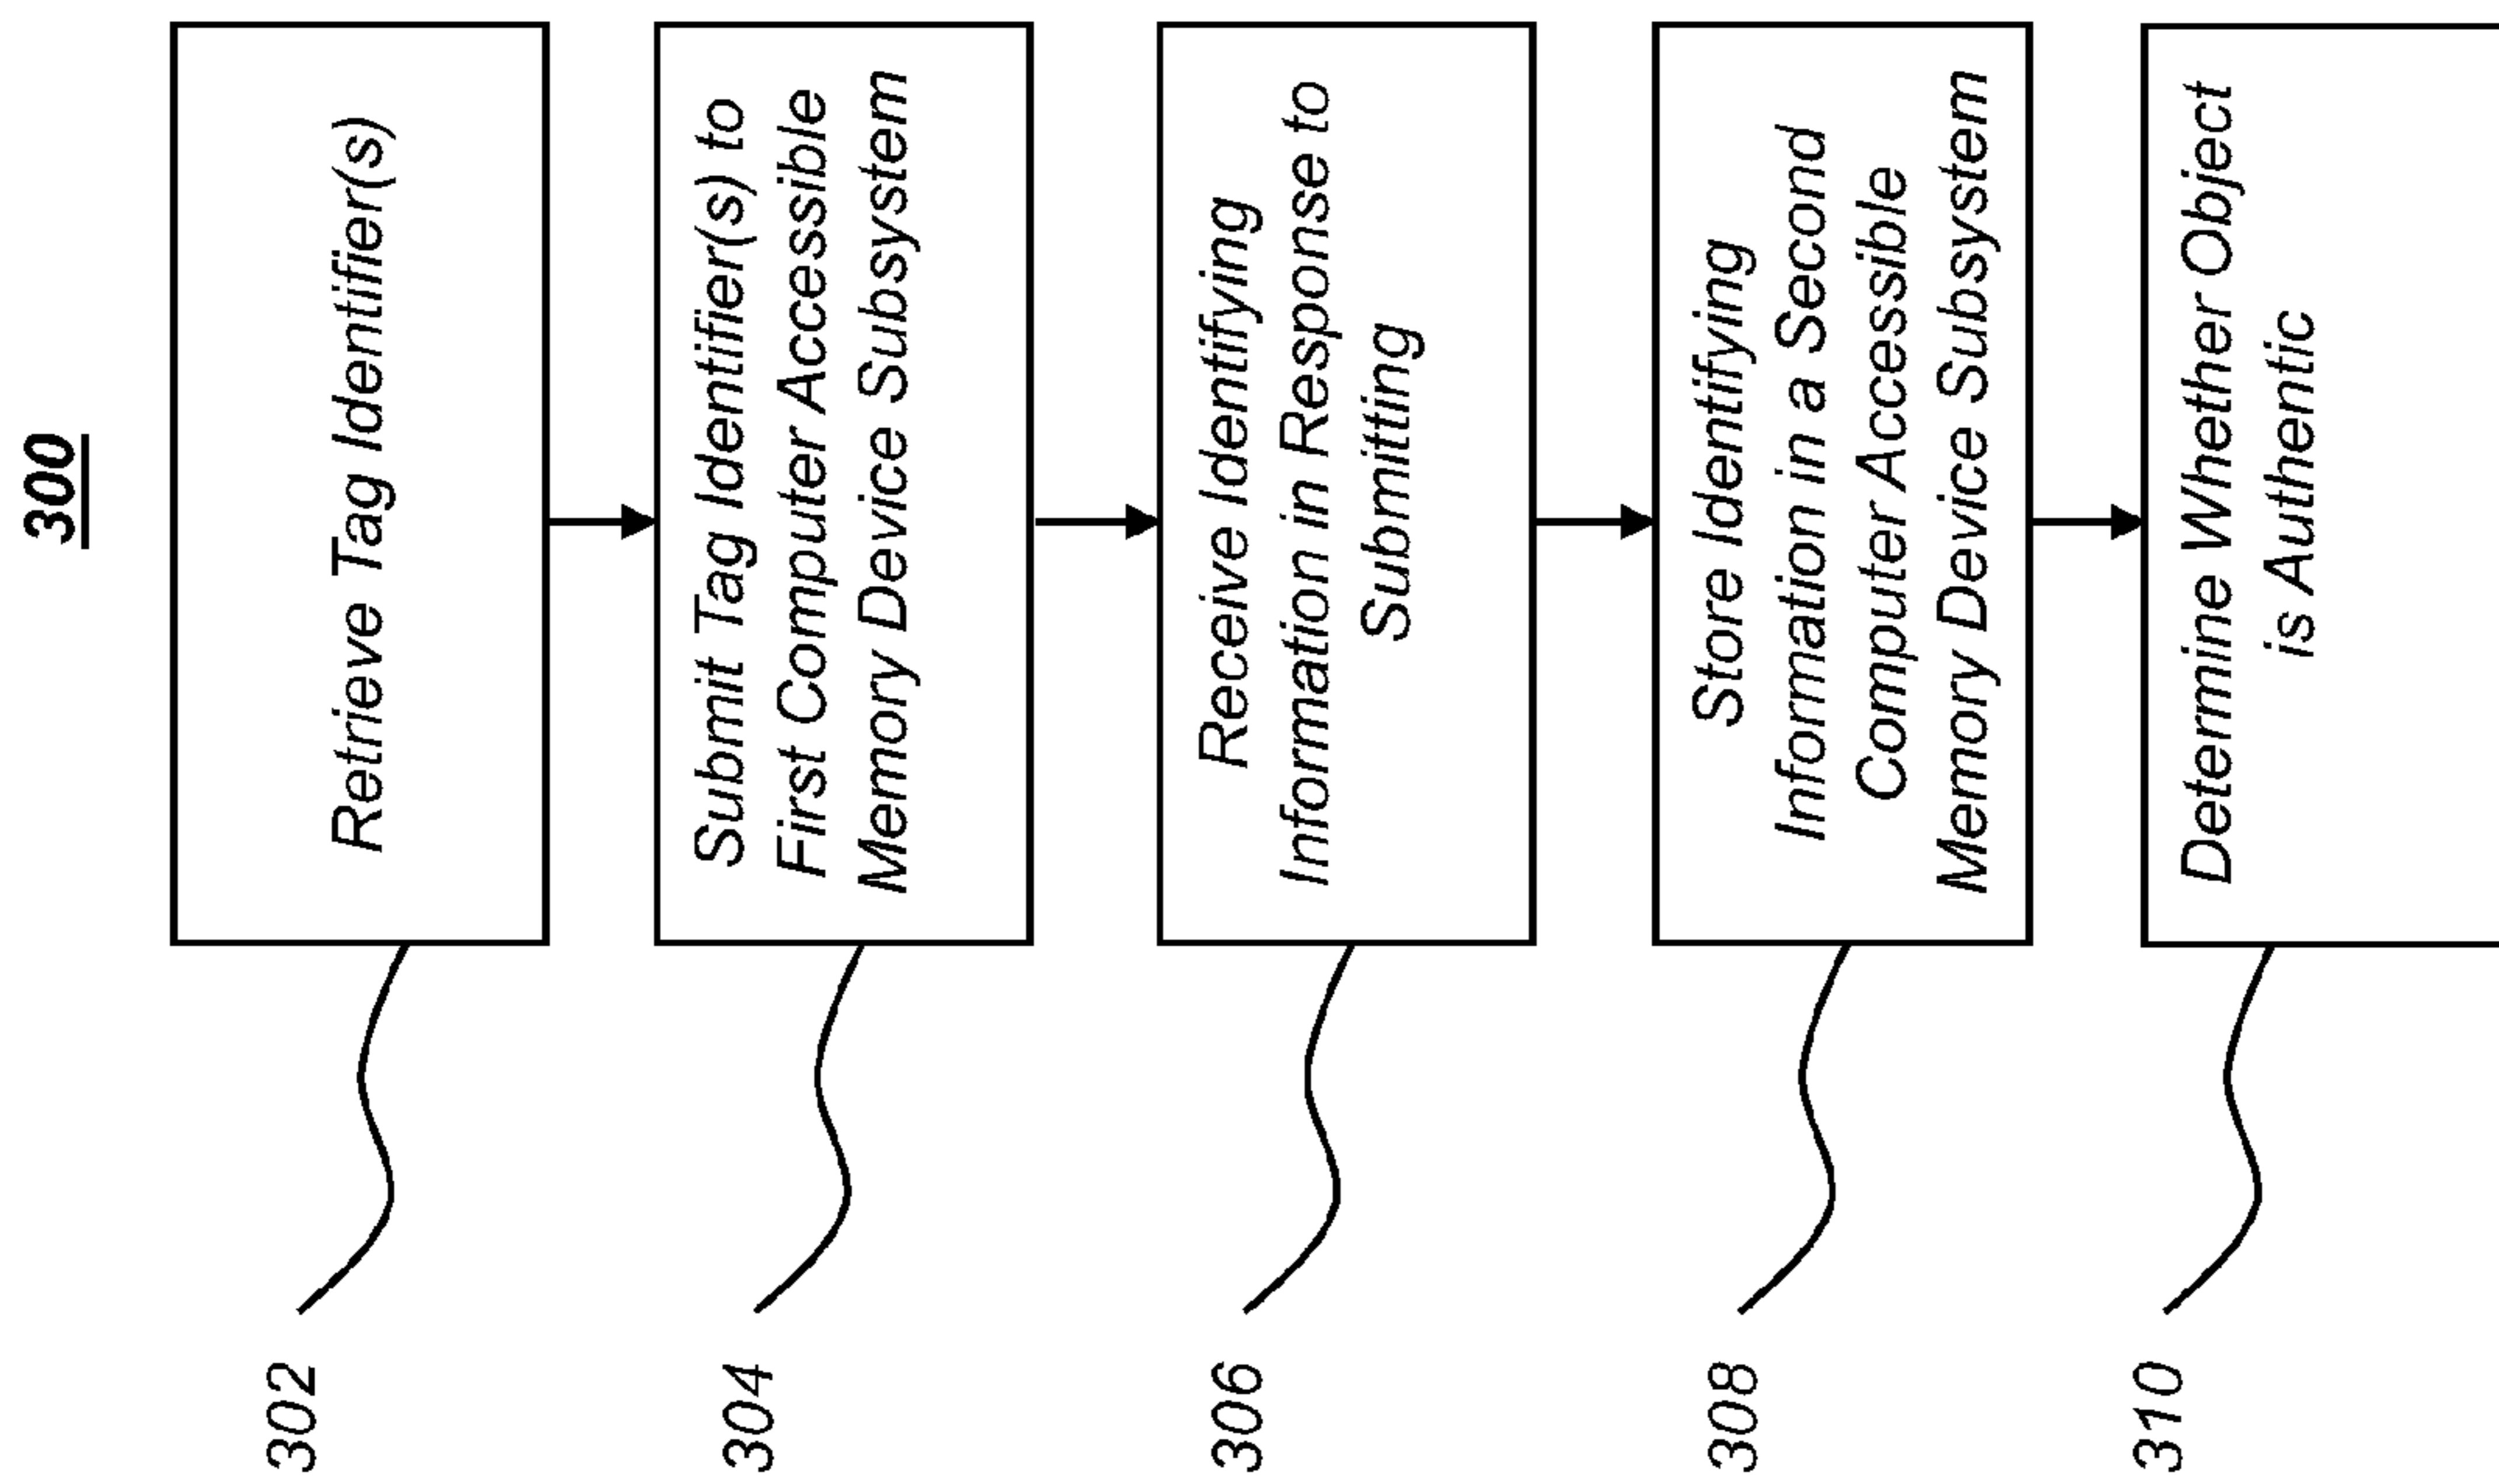 300
302
Retrieve Tag Identifier(s)
304
Submit Tag Identifier(s) to
First Computer Accessible
Memory Device Subsystem
306
Receive Identifying
Information in Response to
Submitting
308
Store Identifying
Information in a Second
Computer Accessible
Memory Device Subsystem
310
Determine Whether Object
is Authentic